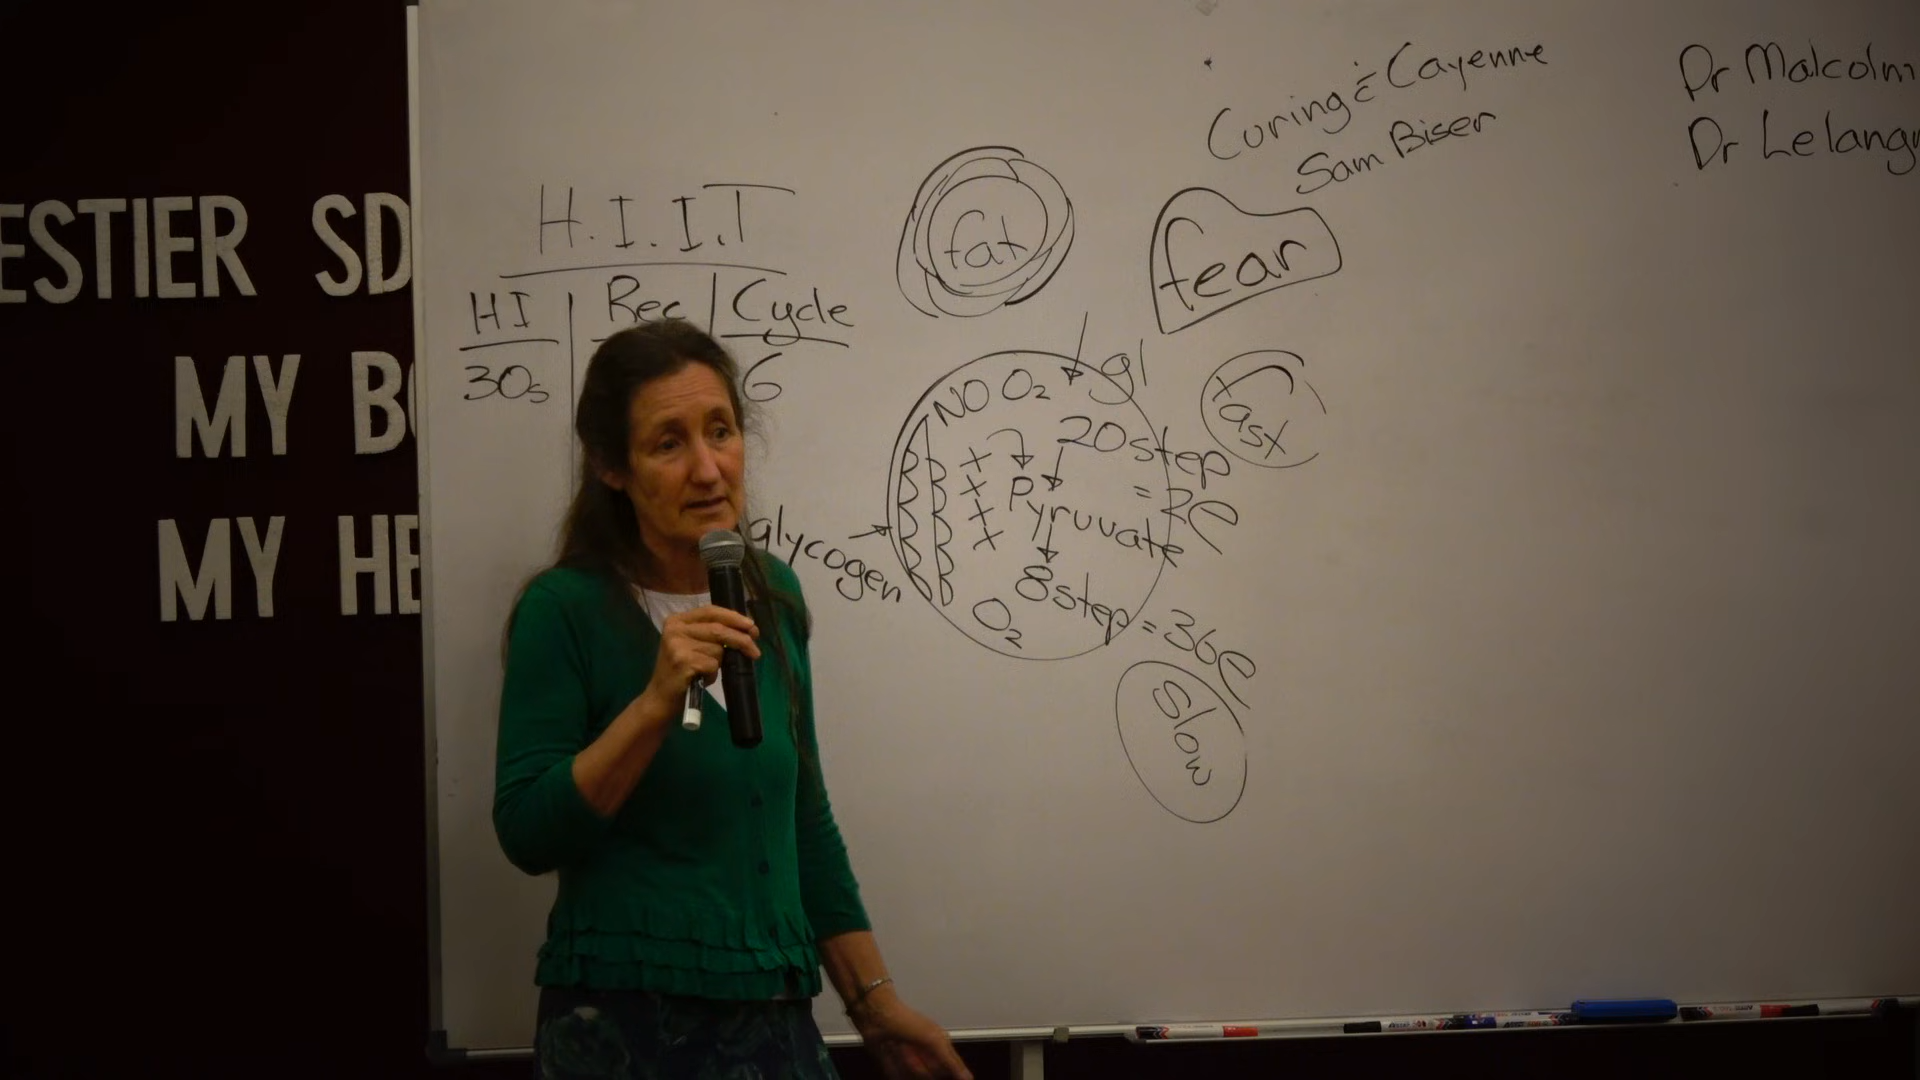 ESTIER SD
MY B
MY HE
H.I.I.T
HI | Rec | Cycle
30s 6
fat
fear
Curing c̄ Cayenne
Sam Biser
Dr Malcolm
Dr Lelang
NO O₂
gl
fast
20step
= 2e
x
x
x
x
Pyruvate
glycogen
8step = 36e
O₂
Slow